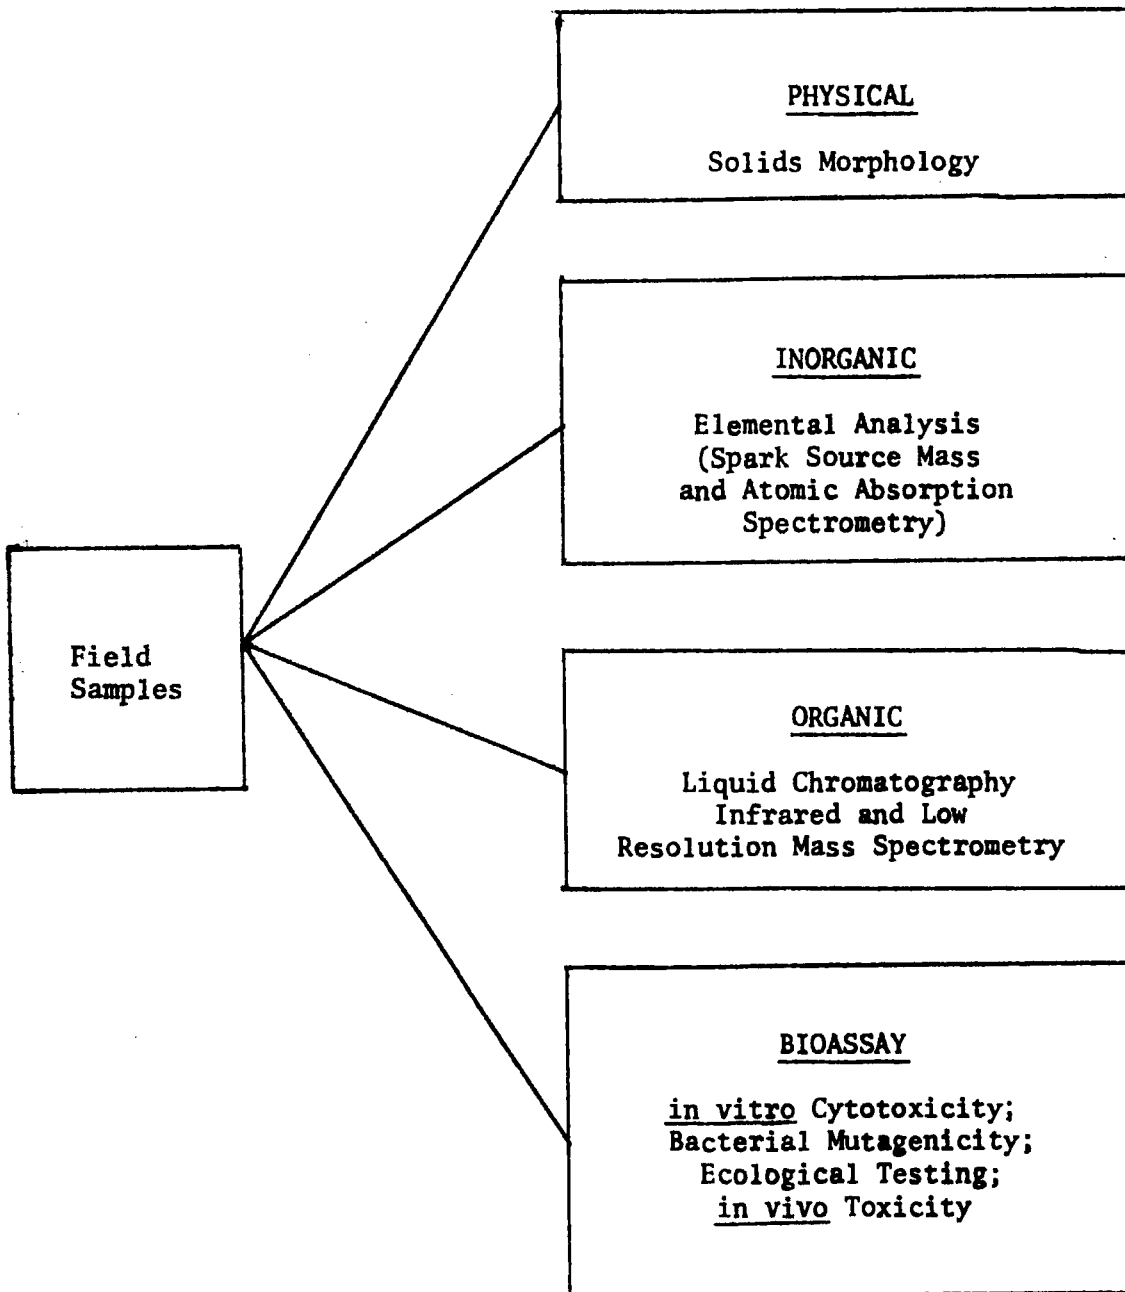 PHYSICAL
Solids Morphology
INORGANIC
Elemental Analysis
(Spark Source Mass
and Atomic Absorption
Spectrometry)
Field
Samples
ORGANIC
Liquid Chromatography
Infrared and Low
Resolution Mass Spectrometry
BIOASSAY
in vitro Cytotoxicity;
Bacterial Mutagenicity;
Ecological Testing;
in vivo Toxicity